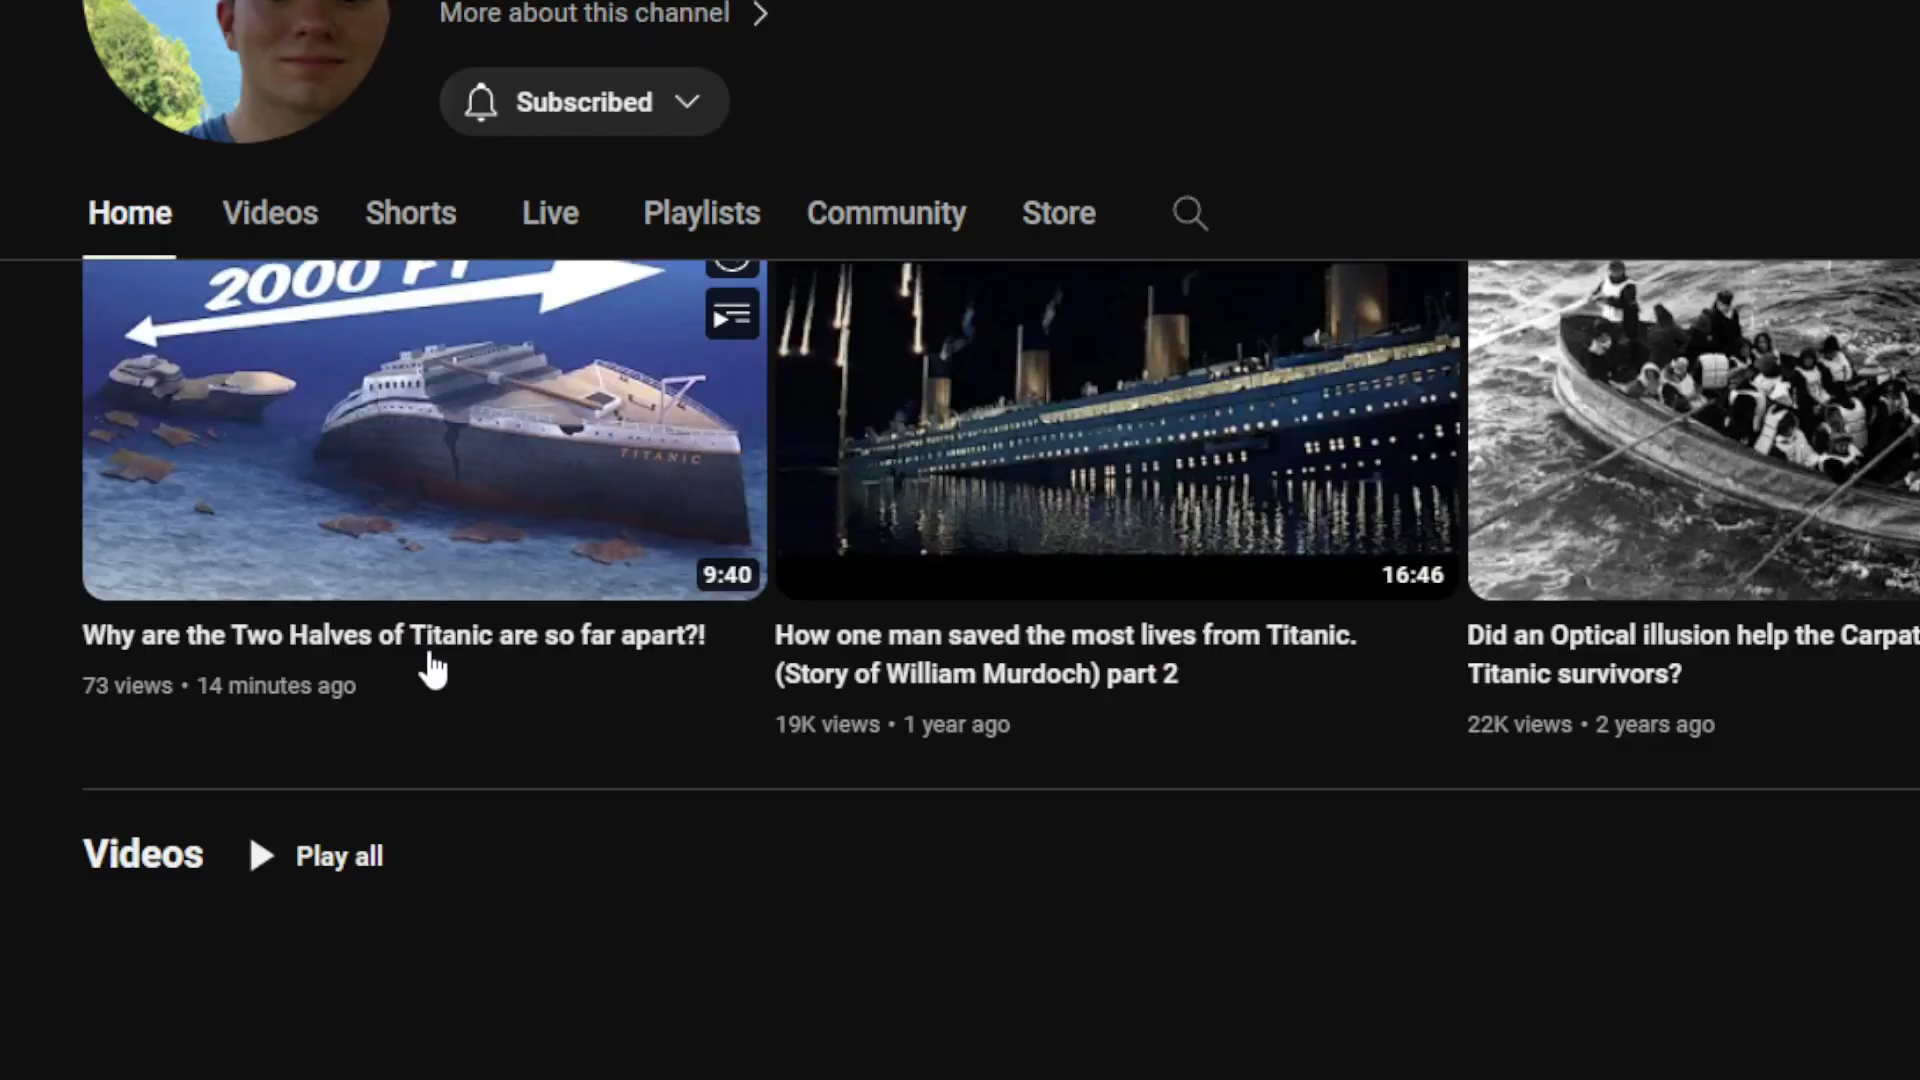 More about this channel
Subscribed
Home Videos Shorts Live Playlists Community Store
2000 FT
TITANIC
9:40
16:46
Why are the Two Halves of Titanic are so far apart?!
73 views • 14 minutes ago
How one man saved the most lives from Titanic.
(Story of William Murdoch) part 2
19K views • 1 year ago
Did an Optical illusion help the Carpat
Titanic survivors?
22K views • 2 years ago
Videos Play all